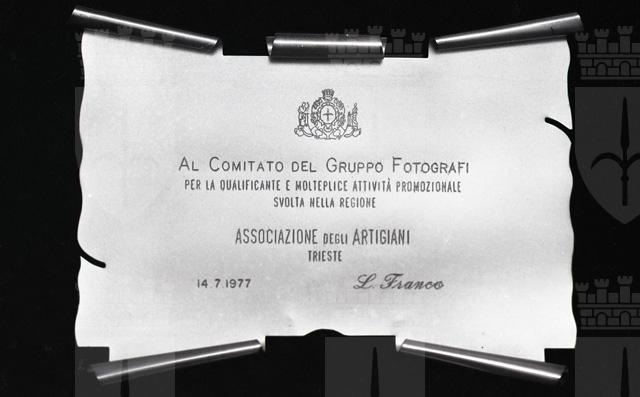 AL COMITATO DEL GRUPPO FOTOGRAFI
PER LA QUALIFICANTE E MOLTEPLICE ATTIVITÀ PROMOZIONALE
SVOLTA NELLA REGIONE
ASSOCIAZIONE DEGLI ARTIGIANI
TRIESTE
14.7.1977 L. Franco